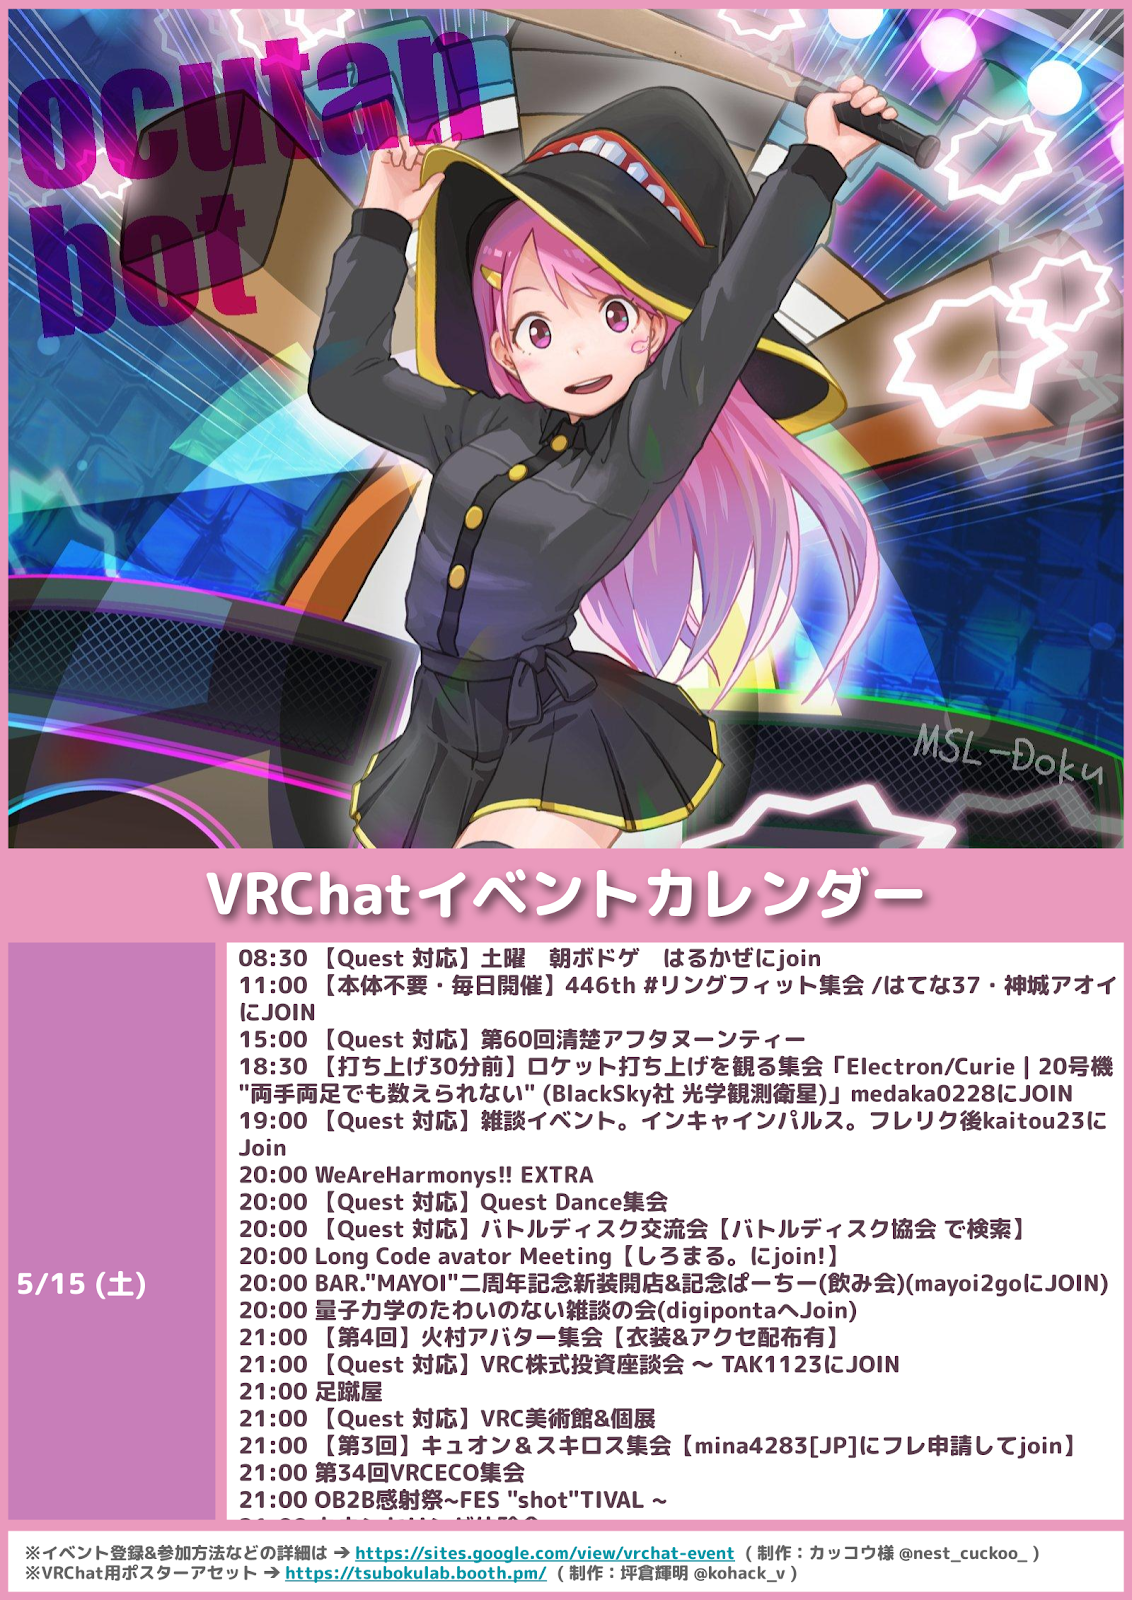 ocutan
bot
MSL-Doku
VRChatイベントカレンダー
5/15 (土)
08:30 【Quest 対応】土曜　朝ボドゲ　はるかぜにjoin
11:00 【本体不要・毎日開催】446th #リングフィット集会 /はてな37・神城アオイ
にJOIN
15:00 【Quest 対応】第60回清楚アフタヌーンティー
18:30 【打ち上げ30分前】ロケット打ち上げを観る集会「Electron/Curie | 20号機
"両手両足でも数えられない" (BlackSky社 光学観測衛星)」medaka0228にJOIN
19:00 【Quest 対応】雑談イベント。インキャインパルス。フレリク後kaitou23に
Join
20:00 WeAreHarmonys!! EXTRA
20:00 【Quest 対応】Quest Dance集会
20:00 【Quest 対応】バトルディスク交流会【バトルディスク協会 で検索】
20:00 Long Code avator Meeting【しろまる。にjoin!】
20:00 BAR."MAYOI"二周年記念新装開店&記念ぱーちー(飲み会)(mayoi2goにJOIN)
20:00 量子力学のたわいのない雑談の会(digipontaへJoin)
21:00 【第4回】火村アバター集会【衣装&アクセ配布有】
21:00 【Quest 対応】VRC株式投資座談会 ～ TAK1123にJOIN
21:00 足蹴屋
21:00 【Quest 対応】VRC美術館&個展
21:00 【第3回】キュオン＆スキロス集会【mina4283[JP]にフレ申請してjoin】
21:00 第34回VRCECO集会
21:00 OB2B感射祭~FES "shot"TIVAL ~
※イベント登録&参加方法などの詳細は ➔ https://sites.google.com/view/vrchat-event ( 制作：カッコウ様 @nest_cuckoo_ )
※VRChat用ポスターアセット ➔ https://tsubokulab.booth.pm/ ( 制作：坪倉輝明 @kohack_v )